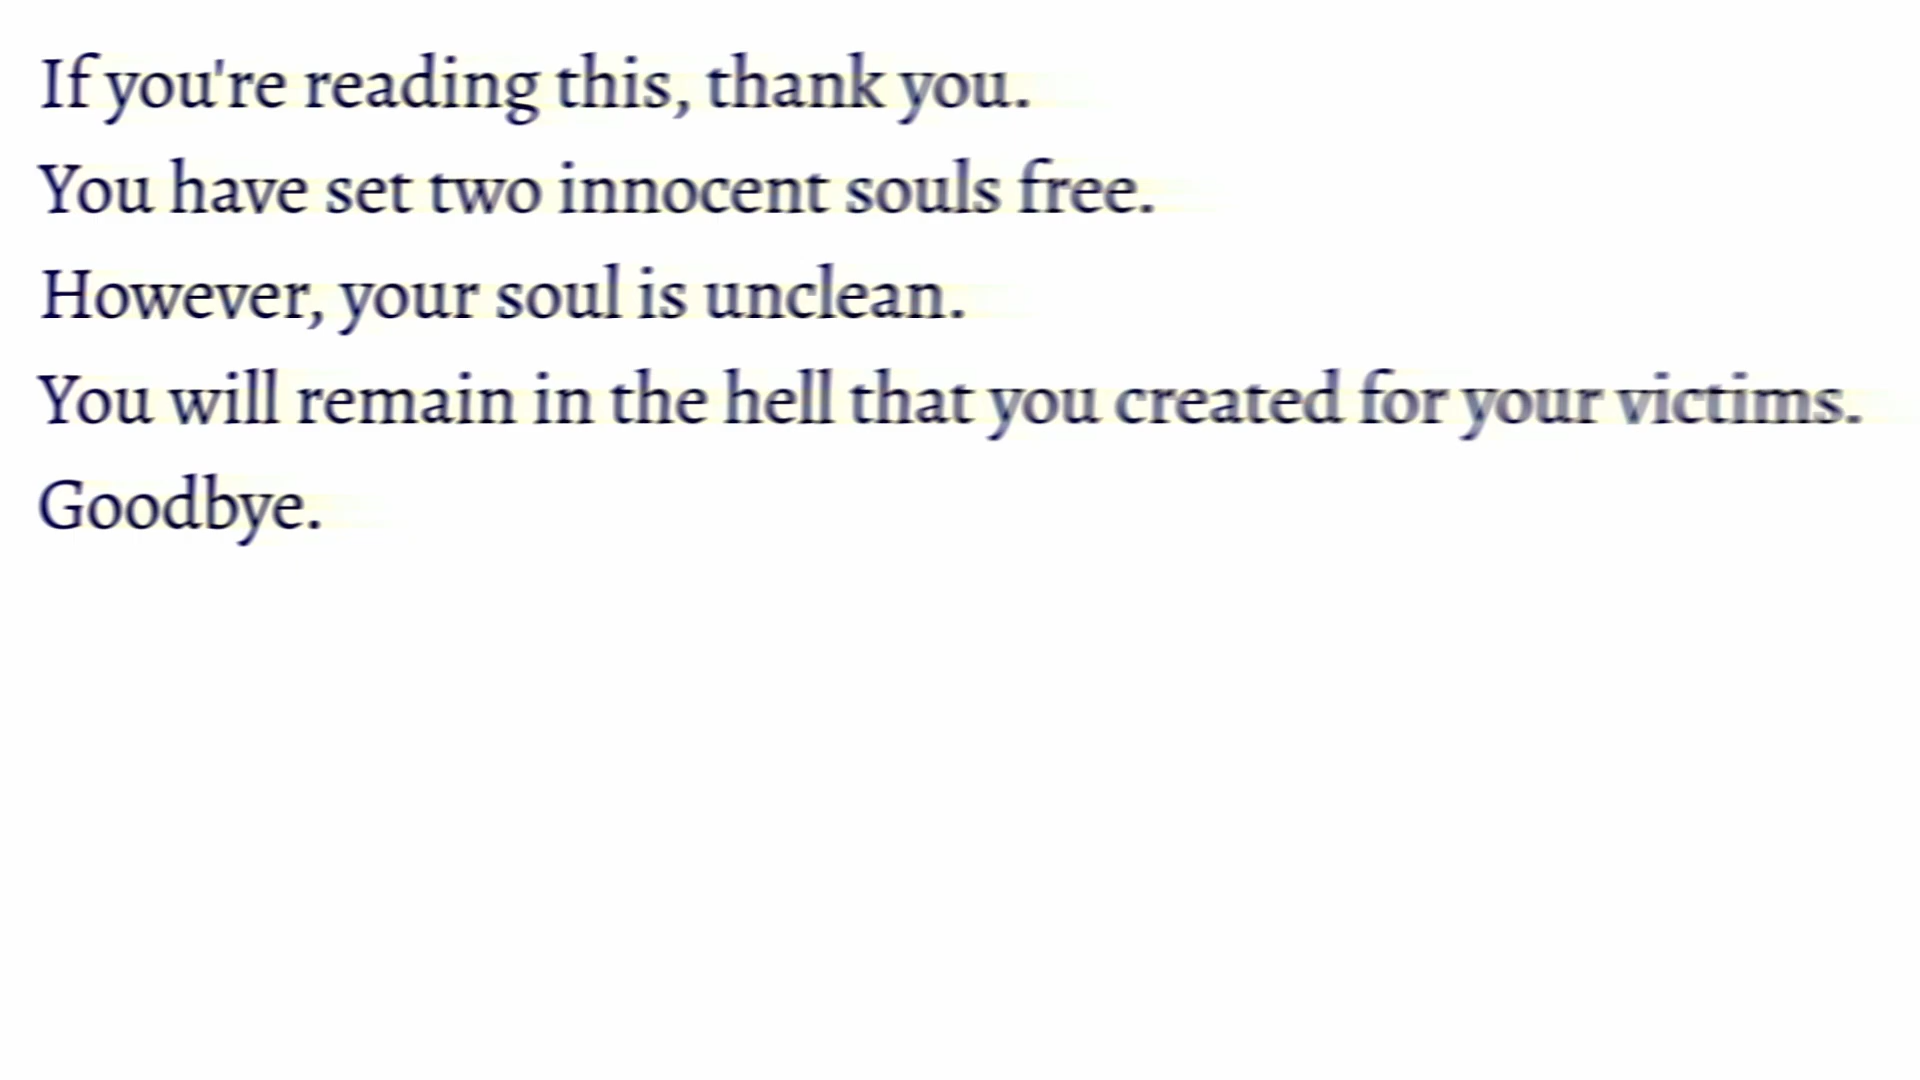 If you're reading this, thank you.
You have set two innocent souls free.
However, your soul is unclean.
You will remain in the hell that you created for your victims.
Goodbye.